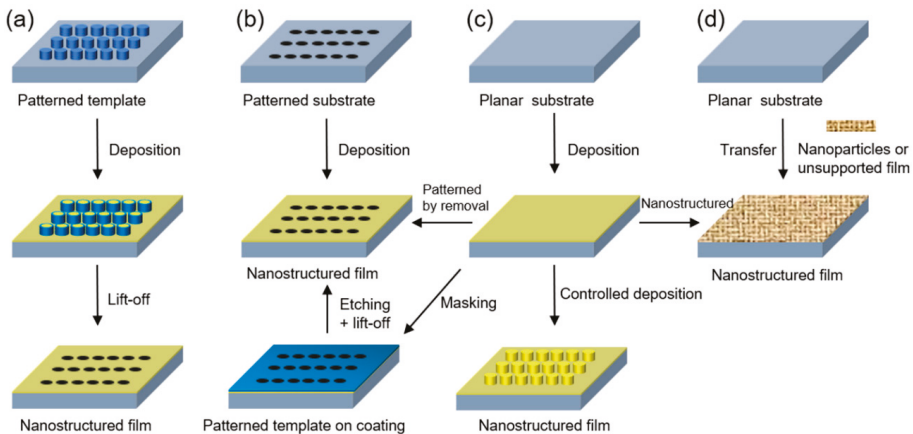 (a)
(b)
(c)
(d)
Patterned template
Patterned substrate
Planar substrate
Planar substrate
Deposition
Deposition
Deposition
Transfer
Nanoparticles or
unsupported film
Patterned
by removal
Nanostructured
Nanostructured film
Nanostructured film
Lift-off
Etching
+ lift-off
Masking
Controlled deposition
Nanostructured film
Patterned template on coating
Nanostructured film